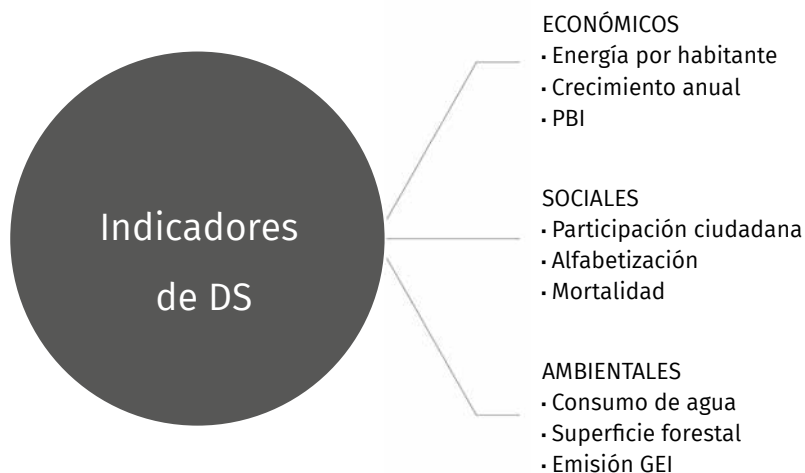 Indicadores
de DS
ECONÓMICOS
▪ Energía por habitante
▪ Crecimiento anual
▪ PBI
SOCIALES
▪ Participación ciudadana
▪ Alfabetización
▪ Mortalidad
AMBIENTALES
▪ Consumo de agua
▪ Superficie forestal
▪ Emisión GEI